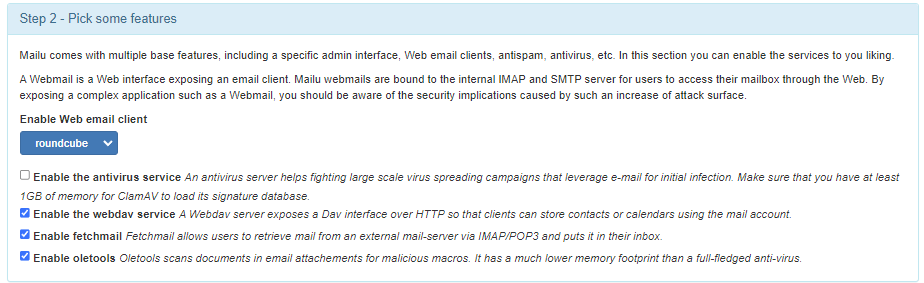 Step 2 - Pick some features
Mailu comes with multiple base features, including a specific admin interface, Web email clients, antispam, antivirus, etc. In this section you can enable the services to you liking.
A Webmail is a Web interface exposing an email client. Mailu webmails are bound to the internal IMAP and SMTP server for users to access their mailbox through the Web. By
exposing a complex application such as a Webmail, you should be aware of the security implications caused by such an increase of attack surface.
Enable Web email client
roundcube
Enable the antivirus service An antivirus server helps fighting large scale virus spreading campaigns that leverage e-mail for initial infection. Make sure that you have at least
1GB of memory for ClamAV to load its signature database.
Enable the webdav service A Webdav server exposes a Dav interface over HTTP so that clients can store contacts or calendars using the mail account.
Enable fetchmail Fetchmail allows users to retrieve mail from an external mail-server via IMAP/POP3 and puts it in their inbox.
Enable oletools Oletools scans documents in email attachements for malicious macros. It has a much lower memory footprint than a full-fledged anti-virus.